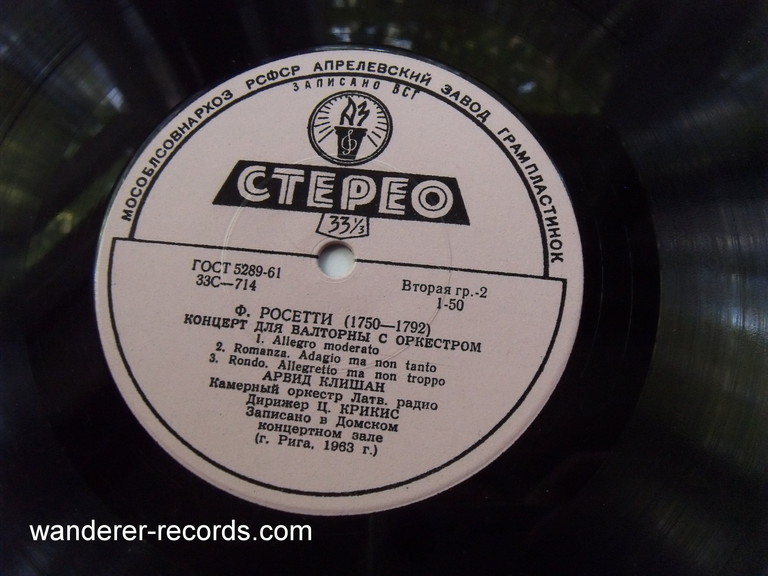 МОСОБЛСОВНАРХОЗ РСФСР АПРЕЛЕВСКИЙ ЗАВОД ГРАМПЛАСТИНОК
ЗАПИСАНО ВСГ
АЗ
СТЕРЕО
33⅓
ГОСТ 5289-61
33С—714
Вторая гр.-2
1-50
Ф. РОСЕТТИ (1750—1792)
КОНЦЕРТ ДЛЯ ВАЛТОРНЫ С ОРКЕСТРОМ
1. Allegro moderato
2. Romanza. Adagio ma non tanto
3. Rondo. Allegretto ma non troppo
АРВИД КЛИШАН
Камерный оркестр Латв. радио
Дирижер Ц. КРИКИС
Записано в Домском
концертном зале
(г. Рига, 1963 г.)
wanderer-records.com